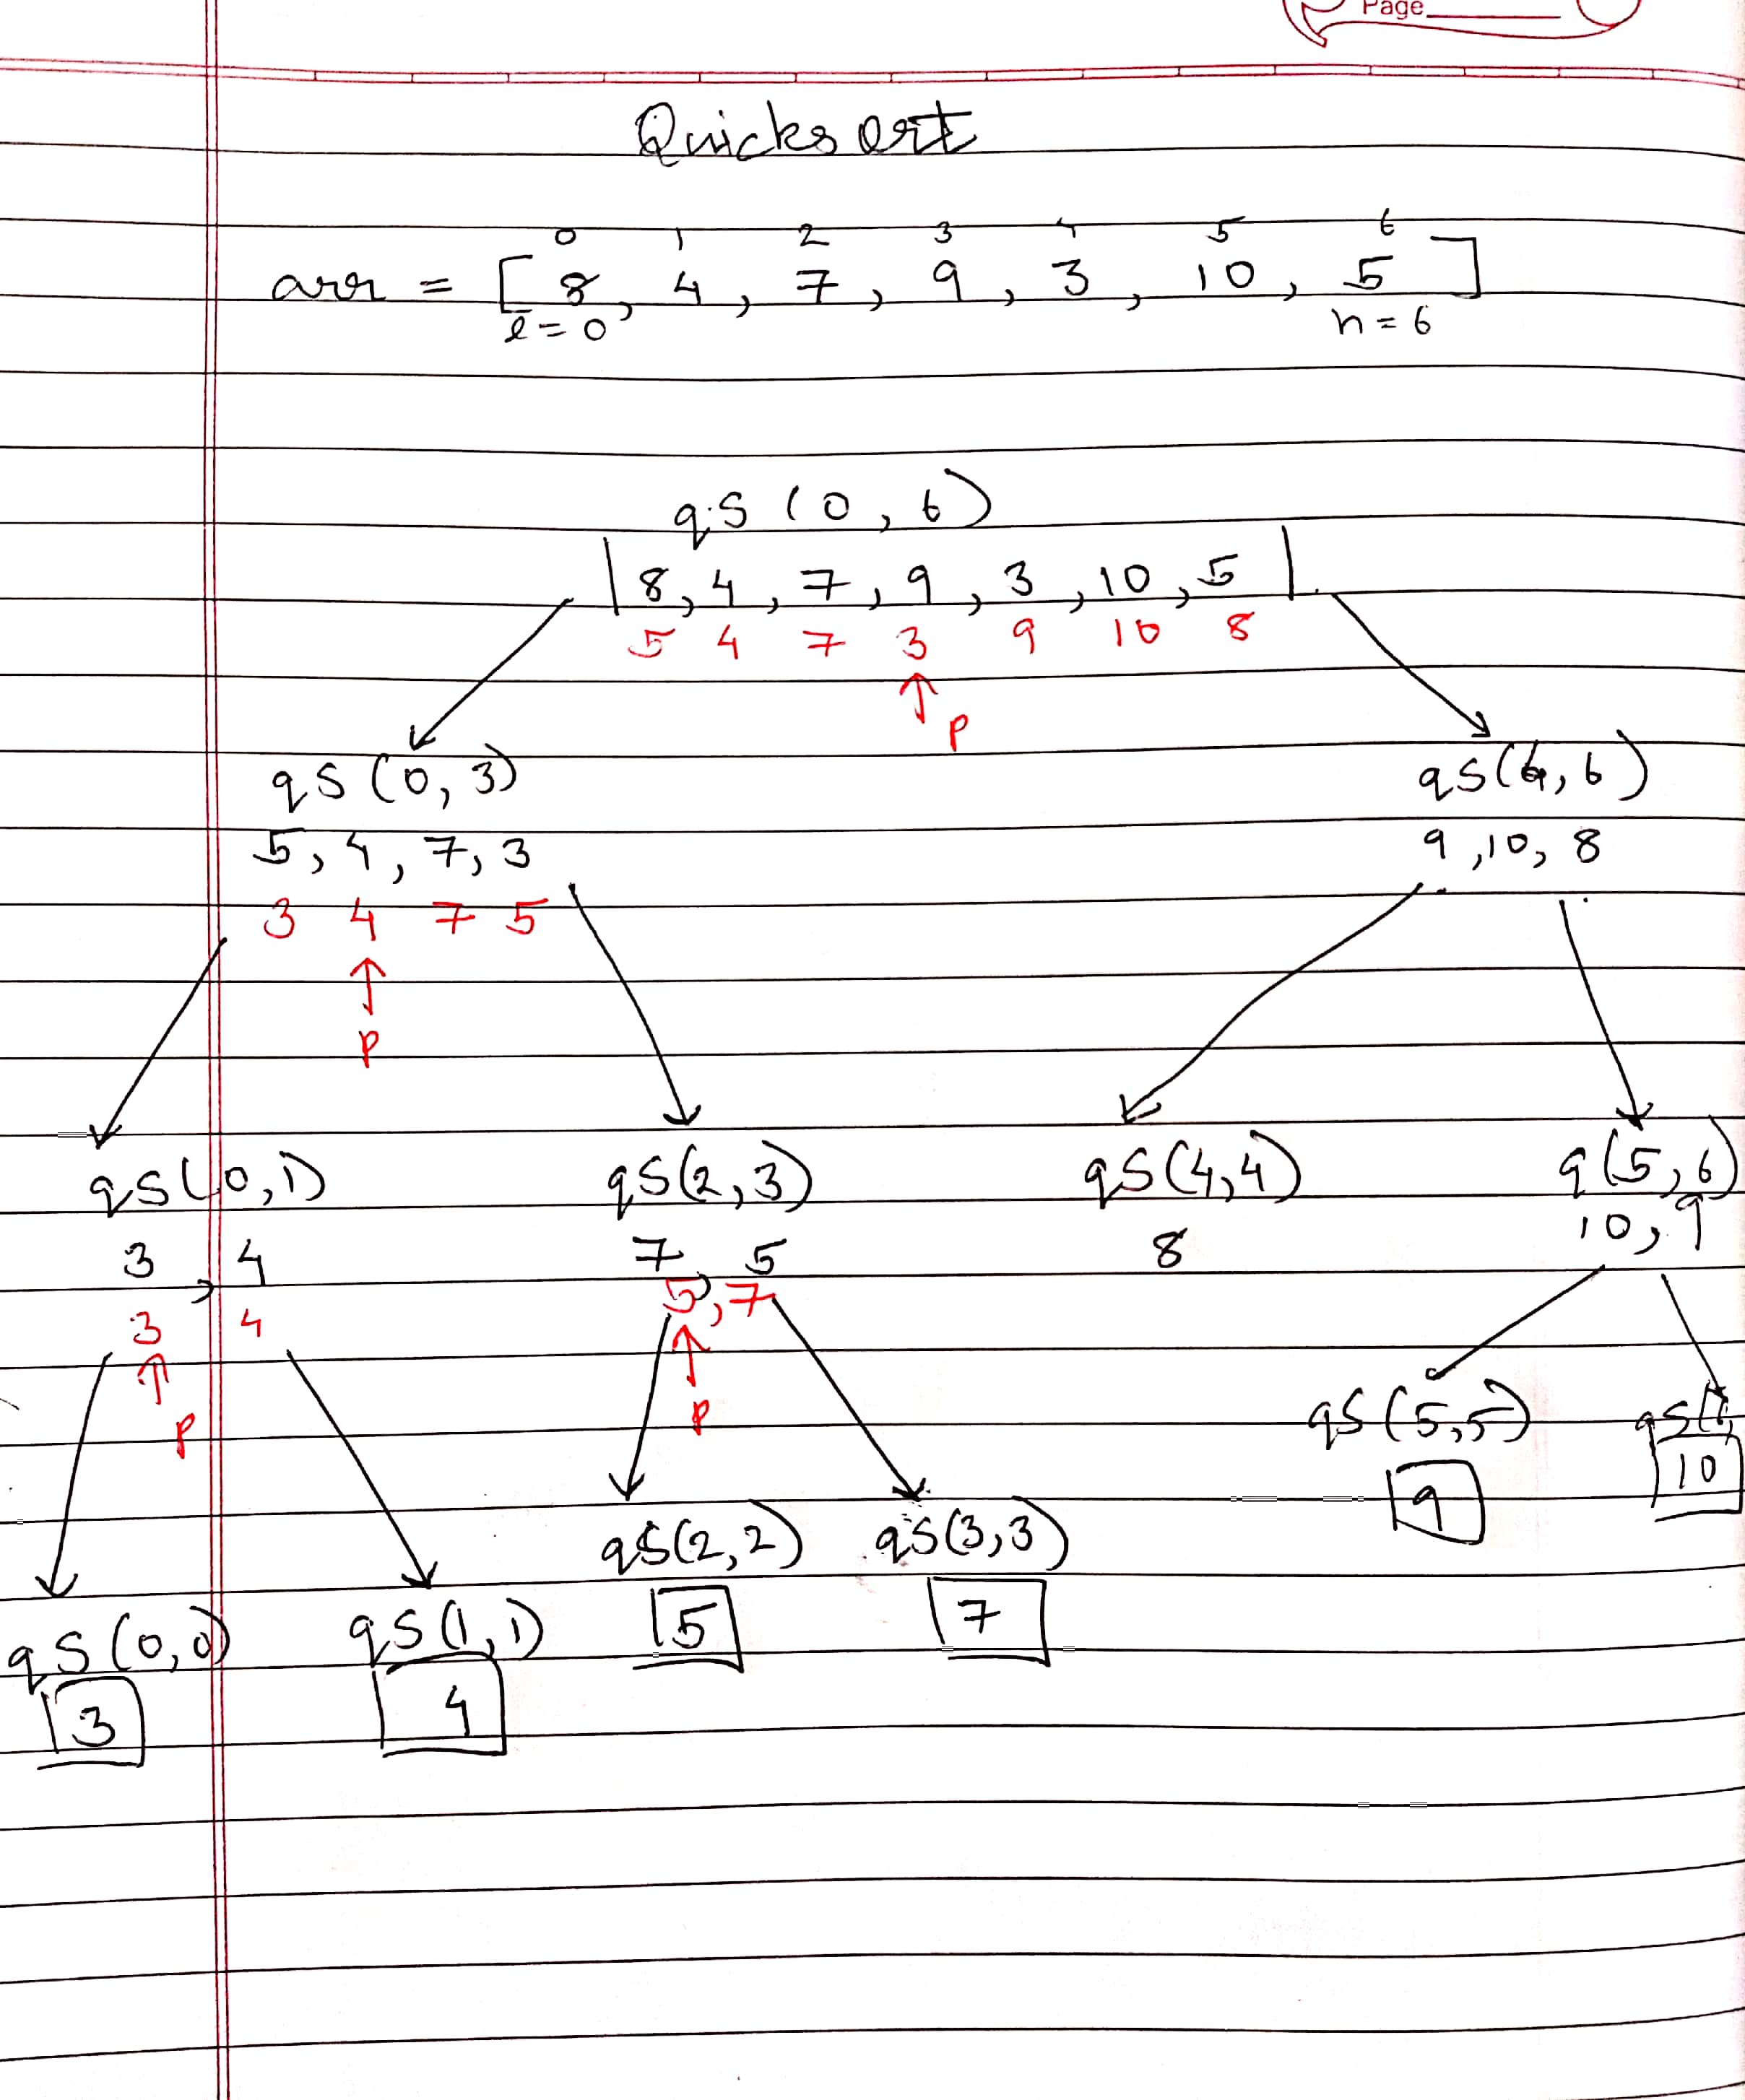 Page
Quicksort
0 1 2 3 4 5 6
arr = [ 8, 4, 7, 9, 3, 10, 5 ]
l=0 h=6
qs (0, 6)
| 8, 4, 7, 9, 3, 10, 5 |
5 4 7 3 9 10 8
↑ P
qs (0, 3) qs(4, 6)
5, 4, 7, 3 9, 10, 8
3 4 7 5
↑
P
qs(0,1) qs(2,3) qs(4,4) q(5,6)
3, 4 7, 5 8 10, 9
3 4 5, 7
↑ ↑
P P
qs(5,5) qs(
9 10
qs(2,2) qs(3,3)
5 7
qs(0,0) qs(1,1)
3 4